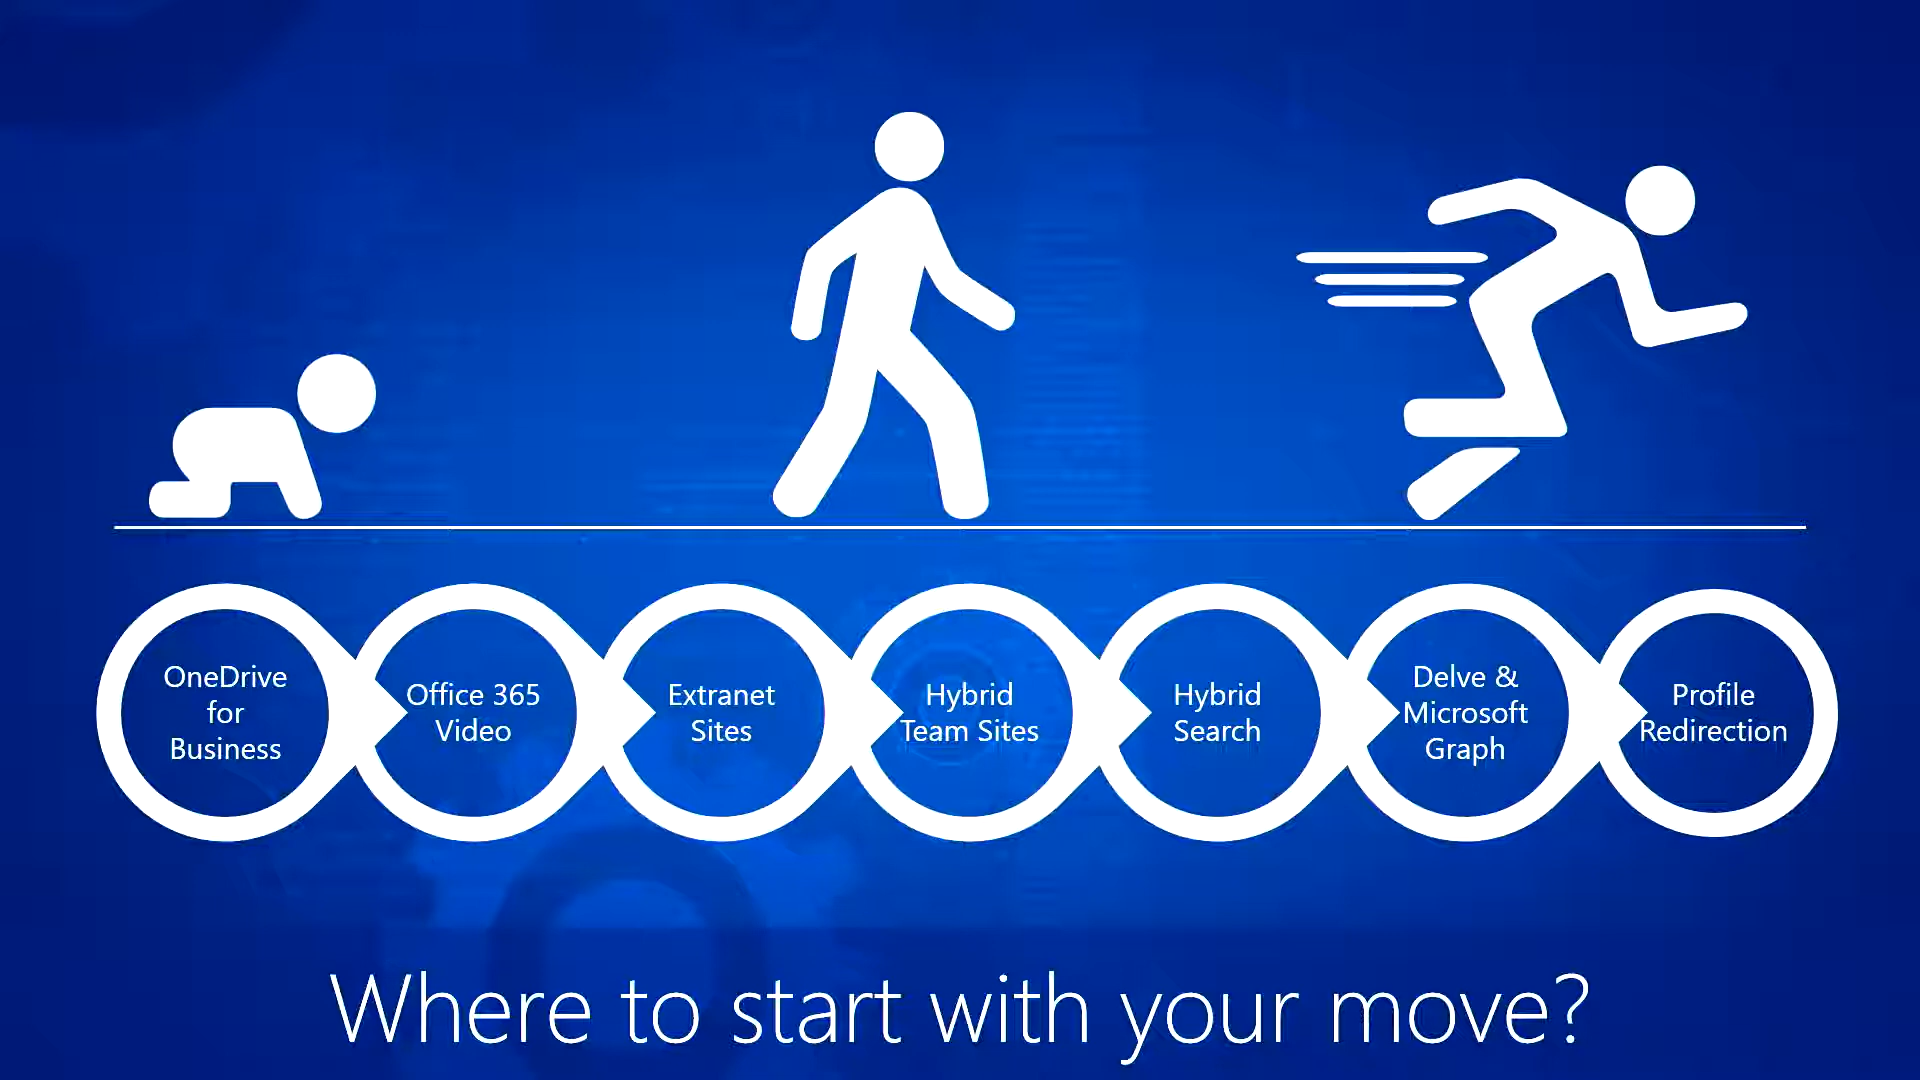 OneDrive
for
Business
Office 365
Video
Extranet
Sites
Hybrid
Team Sites
Hybrid
Search
Delve &
Microsoft
Graph
Profile
Redirection
Where to start with your move?